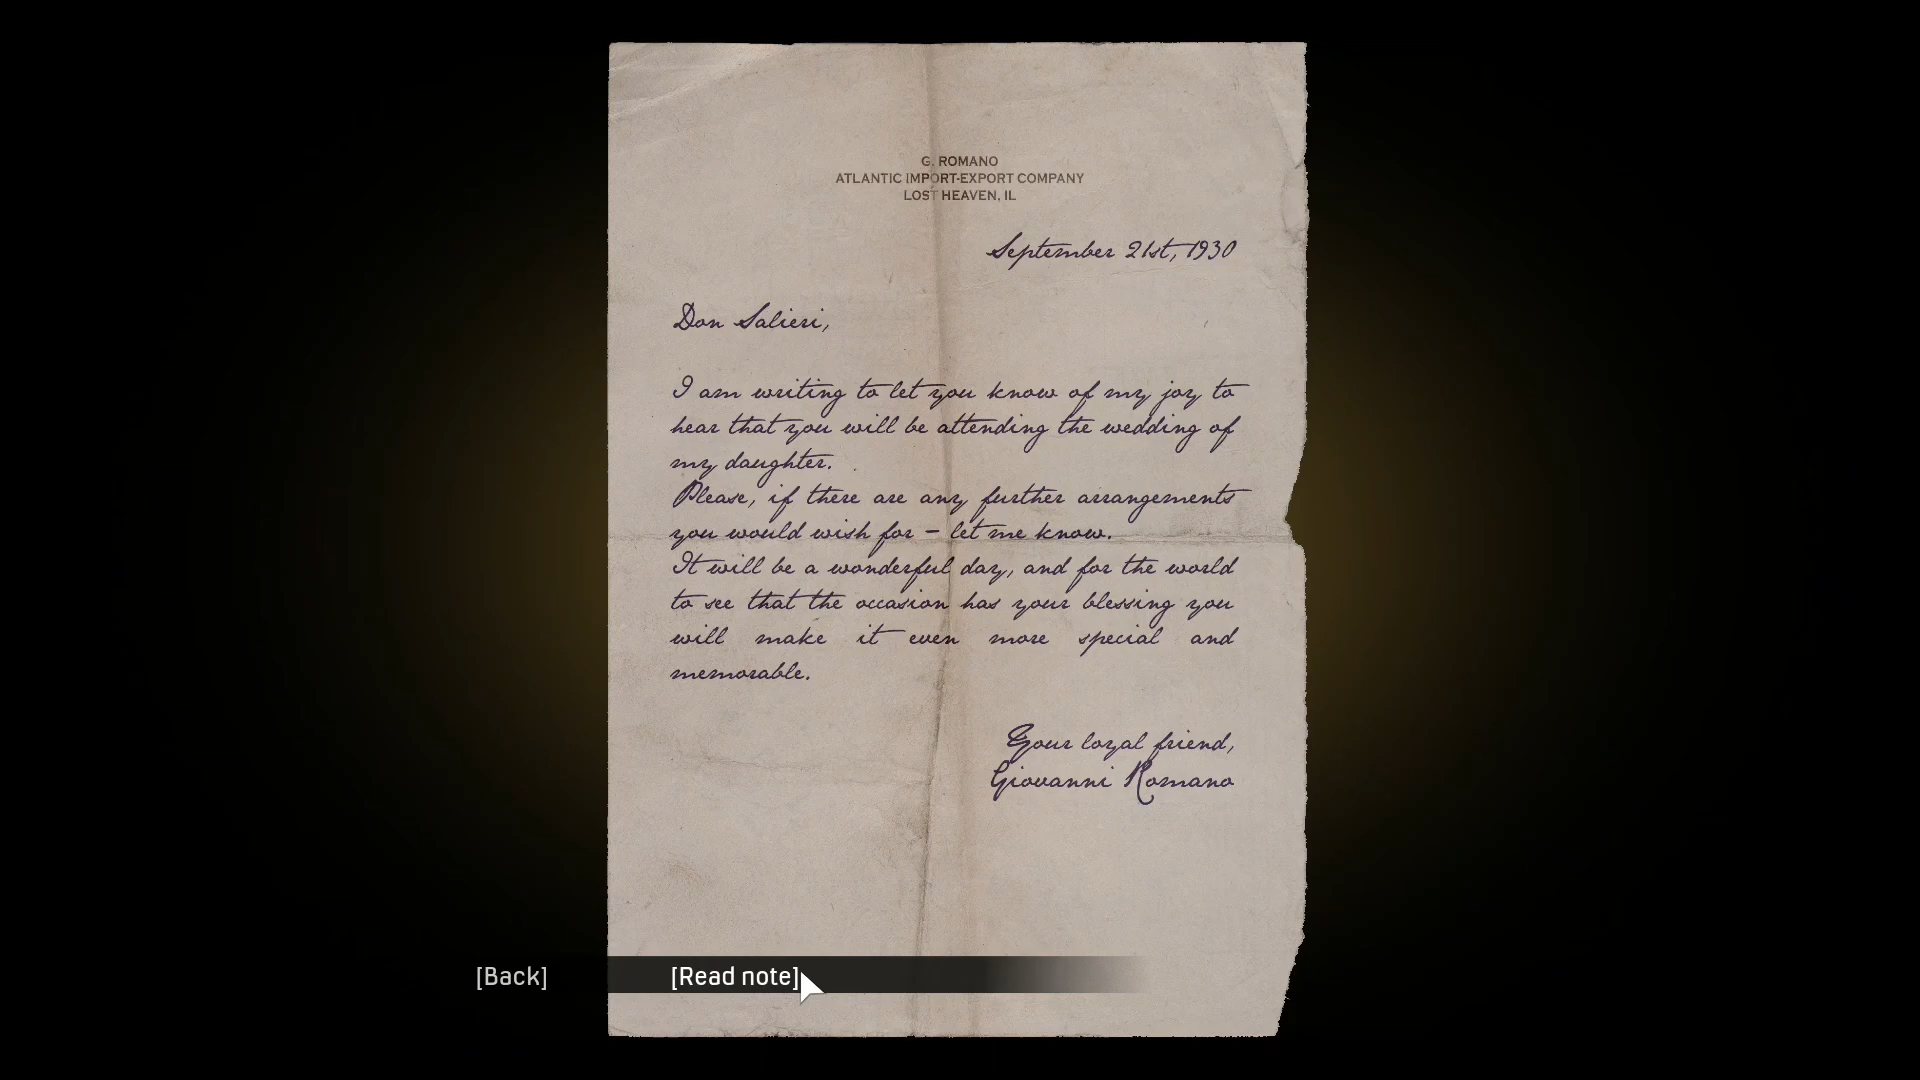 G. ROMANO
ATLANTIC IMPORT-EXPORT COMPANY
LOST HEAVEN, IL
September 21st, 1930
Don Salieri,
I am writing to let you know of my joy to
hear that you will be attending the wedding of
my daughter.
Please, if there are any further arrangements
you would wish for – let me know.
It will be a wonderful day, and for the world
to see that the occasion has your blessing you
will make it even more special and
memorable.
Your loyal friend,
Giovanni Romano
[Back] [Read note]